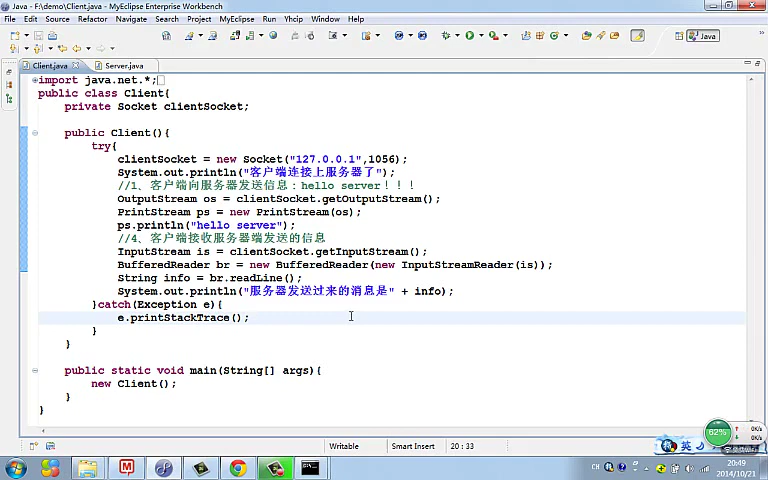 Java - F:\demo\Client.java - MyEclipse Enterprise Workbench
File Edit Source Refactor Navigate Search Project MyEclipse Run Yhcip Window Help
Java
Client.java Server.java
import java.net.*;
public class Client{
private Socket clientSocket;
public Client(){
try{
clientSocket = new Socket("127.0.0.1",1056);
System.out.println("客户端连接上服务器了");
//1、客户端向服务器发送信息：hello server！！！
OutputStream os = clientSocket.getOutputStream();
PrintStream ps = new PrintStream(os);
ps.println("hello server");
//4、客户端接收服务器端发送的信息
InputStream is = clientSocket.getInputStream();
BufferedReader br = new BufferedReader(new InputStreamReader(is));
String info = br.readLine();
System.out.println("服务器发送过来的消息是" + info);
}catch(Exception e){
e.printStackTrace();
}
}
public static void main(String[] args){
new Client();
}
}
Writable Smart Insert 20 : 33
82% 0K/s
0K/s
英
CH
20:49
2014/10/21